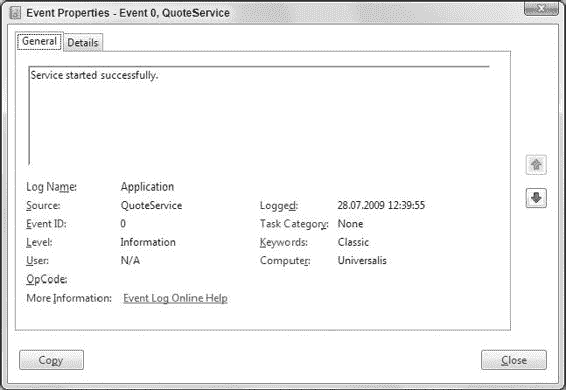 Event Properties - Event 0, QuoteService
General Details
Service started successfully.
Log Name: Application
Source: QuoteService Logged: 28.07.2009 12:39:55
Event ID: 0 Task Category: None
Level: Information Keywords: Classic
User: N/A Computer: Universalis
OpCode:
More Information: Event Log Online Help
Copy Close